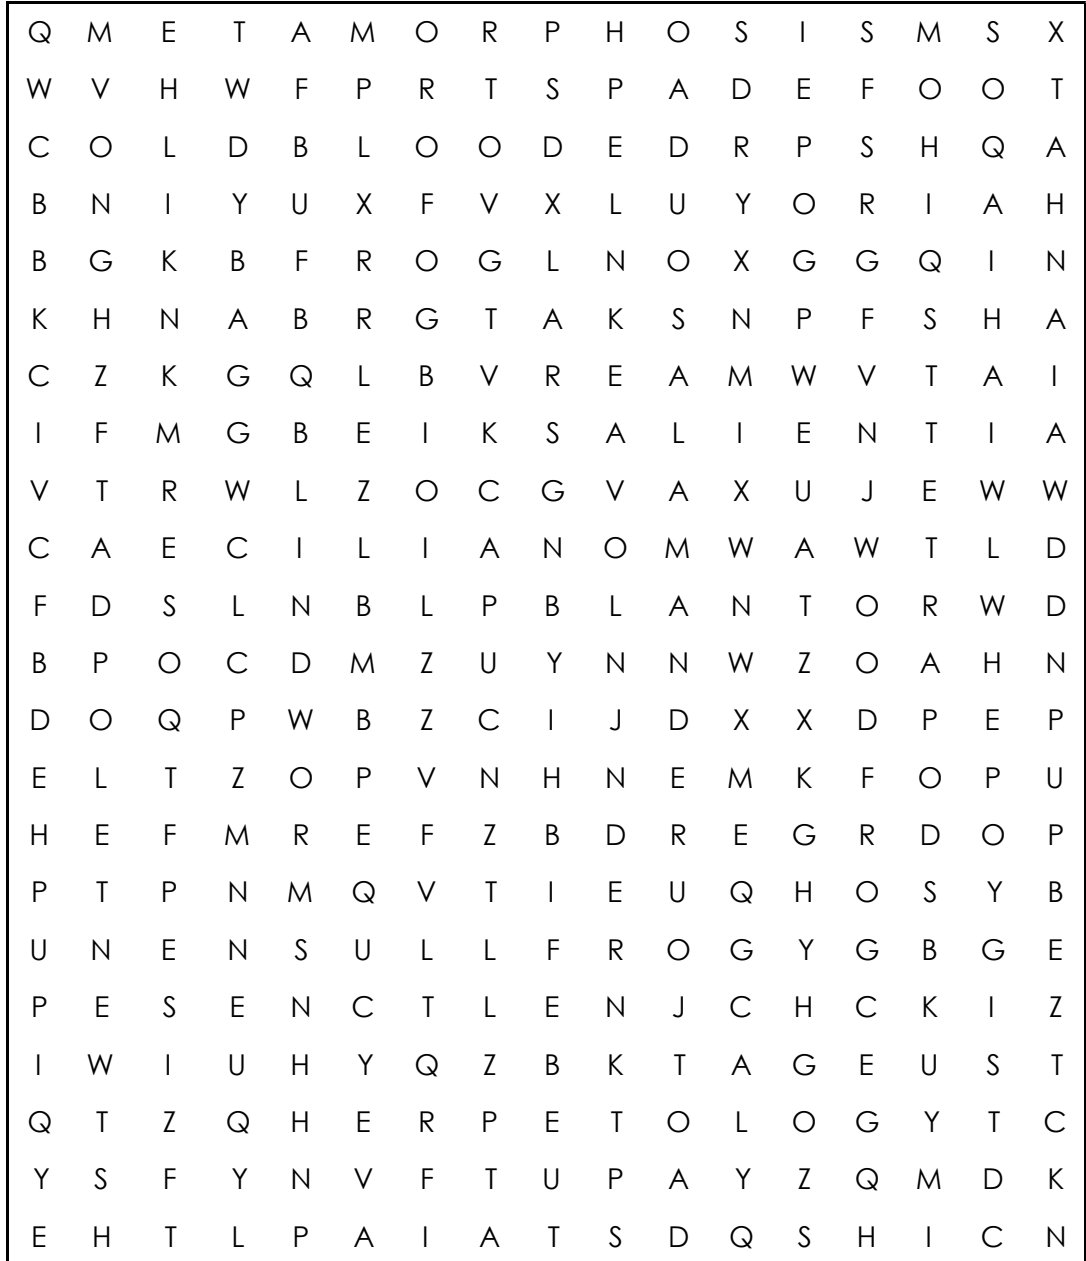 Q M E T A M O R P H O S I S M S X
W V H W F P R T S P A D E F O O T
C O L D B L O O D E D R P S H Q A
B N I Y U X F V X L U Y O R I A H
B G K B F R O G L N O X G G Q I N
K H N A B R G T A K S N P F S H A
C Z K G Q L B V R E A M W V T A I
I F M G B E I K S A L I E N T I A
V T R W L Z O C G V A X U J E W W
C A E C I L I A N O M W A W T L D
F D S L N B L P B L A N T O R W D
B P O C D M Z U Y N N W Z O A H N
D O Q P W B Z C I J D X X D P E P
E L T Z O P V N H N E M K F O P U
H E F M R E F Z B D R E G R D O P
P T P N M Q V T I E U Q H O S Y B
U N E N S U L L F R O G Y G B G E
P E S E N C T L E N J C H C K I Z
I W I U H Y Q Z B K T A G E U S T
Q T Z Q H E R P E T O L O G Y T C
Y S F Y N V F T U P A Y Z Q M D K
E H T L P A I A T S D Q S H I C N